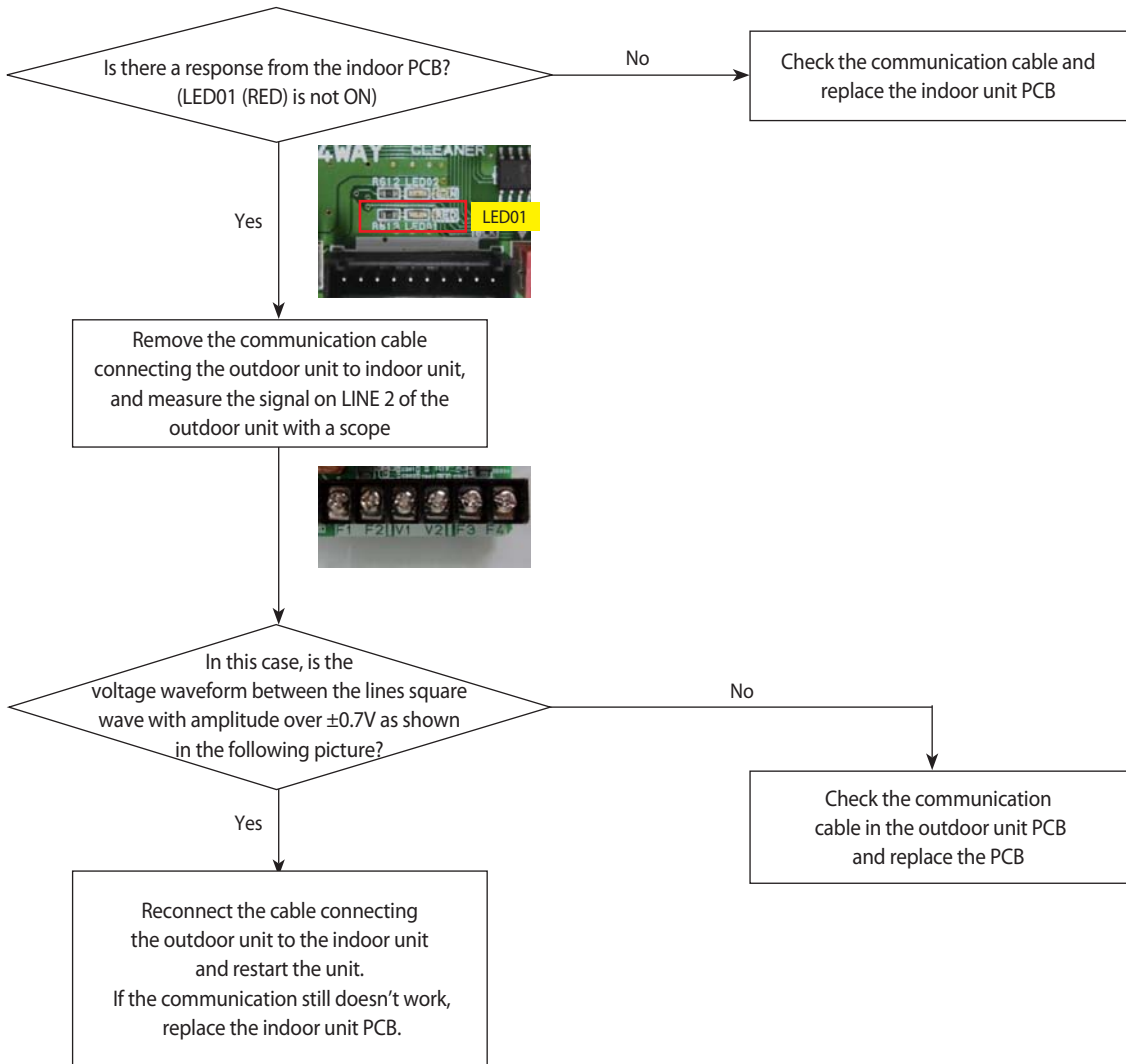 Is there a response from the indoor PCB?
(LED01 (RED) is not ON)
No
Check the communication cable and
replace the indoor unit PCB
4WAY CLEANER
R612 LED02
Yes
RED
LED01
LED01
Remove the communication cable
connecting the outdoor unit to indoor unit,
and measure the signal on LINE 2 of the
outdoor unit with a scope
F1 F2 V1 V2 F3 F4
In this case, is the
voltage waveform between the lines square
wave with amplitude over ±0.7V as shown
in the following picture?
No
Yes
Check the communication
cable in the outdoor unit PCB
and replace the PCB
Reconnect the cable connecting
the outdoor unit to the indoor unit
and restart the unit.
If the communication still doesn't work,
replace the indoor unit PCB.